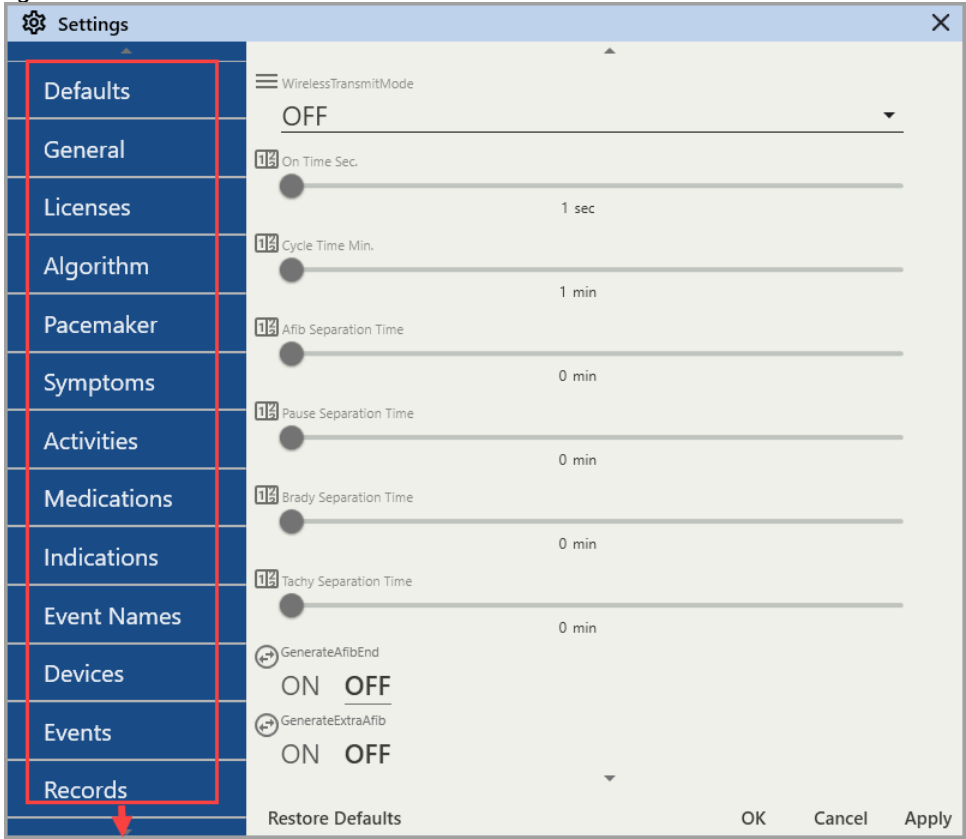 Settings
Defaults
General
Licenses
Algorithm
Pacemaker
Symptoms
Activities
Medications
Indications
Event Names
Devices
Events
Records
WirelessTransmitMode
OFF
On Time Sec.
1 sec
Cycle Time Min.
1 min
Afib Separation Time
0 min
Pause Separation Time
0 min
Brady Separation Time
0 min
Tachy Separation Time
0 min
GenerateAfibEnd
ON OFF
GenerateExtraAfib
ON OFF
Restore Defaults OK Cancel Apply